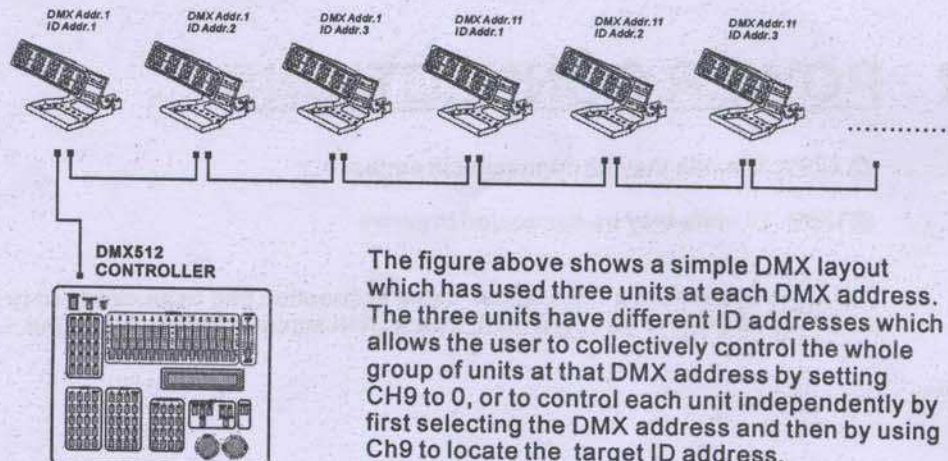 DMX Addr.1
ID Addr.1
DMX Addr.1
ID Addr.2
DMX Addr.1
ID Addr.3
DMX Addr.11
ID Addr.1
DMX Addr.11
ID Addr.2
DMX Addr.11
ID Addr.3
DMX512
CONTROLLER
The figure above shows a simple DMX layout
which has used three units at each DMX address.
The three units have different ID addresses which
allows the user to collectively control the whole
group of units at that DMX address by setting
CH9 to 0, or to control each unit independently by
first selecting the DMX address and then by using
Ch9 to locate the target ID address.